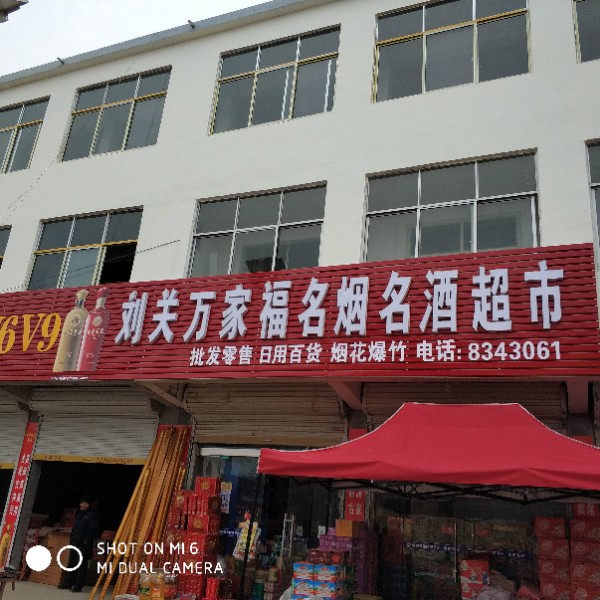 V6V9
刘关万家福名烟名酒超市
批发零售 日用百货 烟花爆竹 电话: 8343061
SHOT ON MI 6
MI DUAL CAMERA